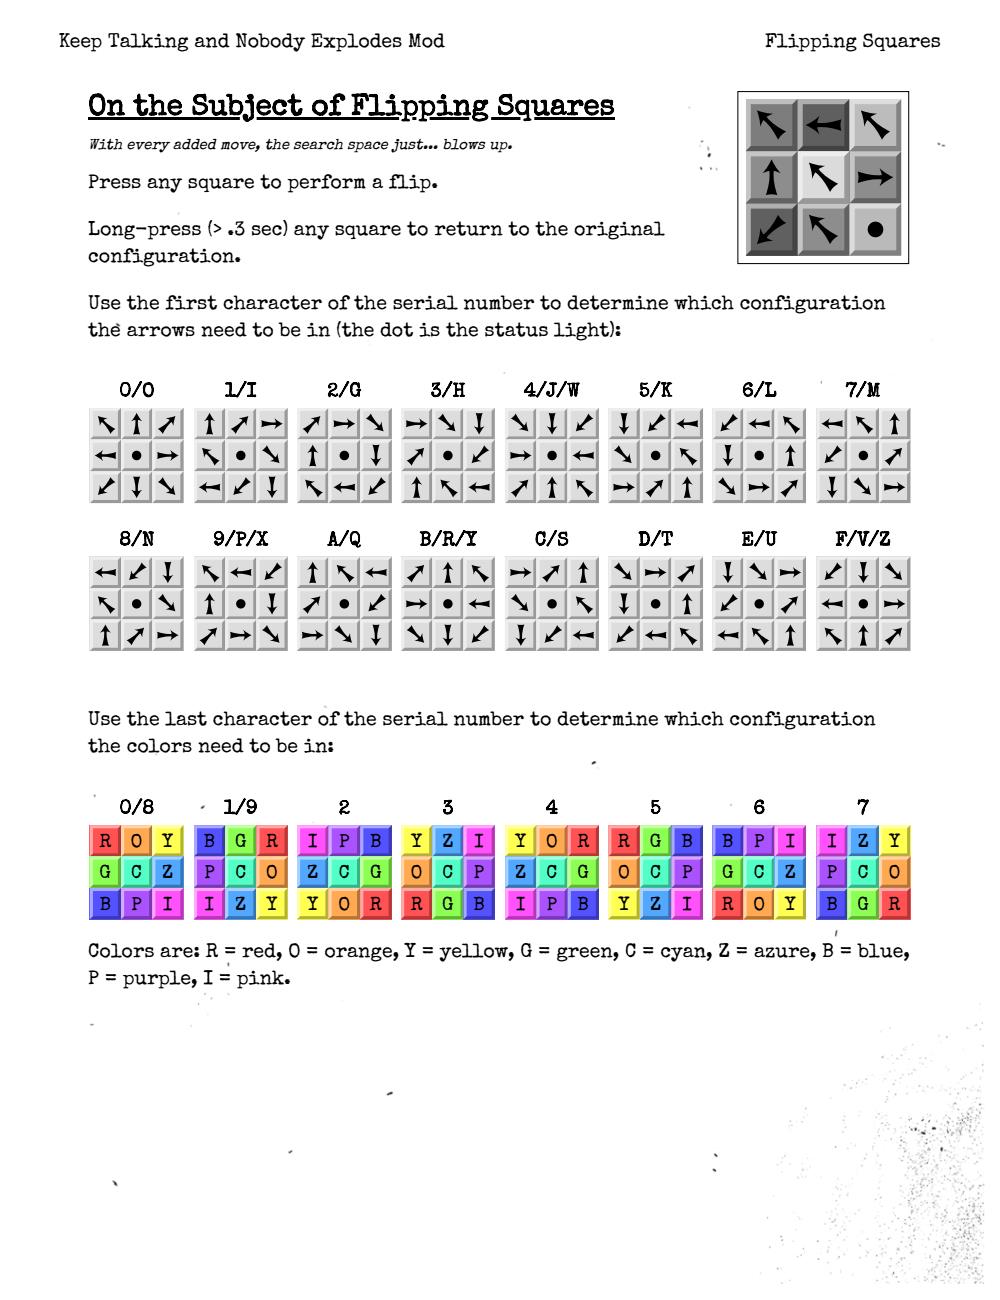 Keep Talking and Nobody Explodes Mod
Flipping Squares
On the Subject of Flipping Squares
With every added move, the search space just... blows up.
Press any square to perform a flip.
Long-press (> .3 sec) any square to return to the original
configuration.
Use the first character of the serial number to determine which configuration
the arrows need to be in (the dot is the status light):
0/O 1/I 2/G 3/H 4/J/W 5/K 6/L 7/M
8/N 9/P/X A/Q B/R/Y C/S D/T E/U F/V/Z
Use the last character of the serial number to determine which configuration
the colors need to be in:
0/8 1/9 2 3 4 5 6 7
R O Y B G R I P B Y Z I Y O R R G B B P I I Z Y
G C Z P C O Z C G O C P Z C G O C P G C Z P C O
B P I I Z Y Y O R R G B I P B Y Z I R O Y B G R
Colors are: R = red, O = orange, Y = yellow, G = green, C = cyan, Z = azure, B = blue,
P = purple, I = pink.